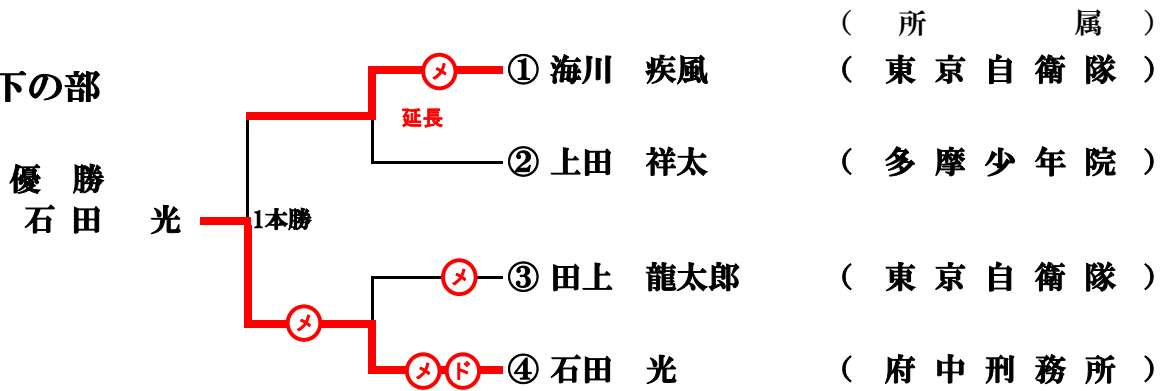 （　所　　　属　）
メ ① 海川　疾風 （ 東 京 自 衛 隊 ）
下の部
延長
② 上田　祥太 （ 多 摩 少 年 院 ）
優　勝
石 田　光
1本勝
メ ③ 田上　龍太郎 （ 東 京 自 衛 隊 ）
メ
メ ド ④ 石田　光 （ 府 中 刑 務 所 ）